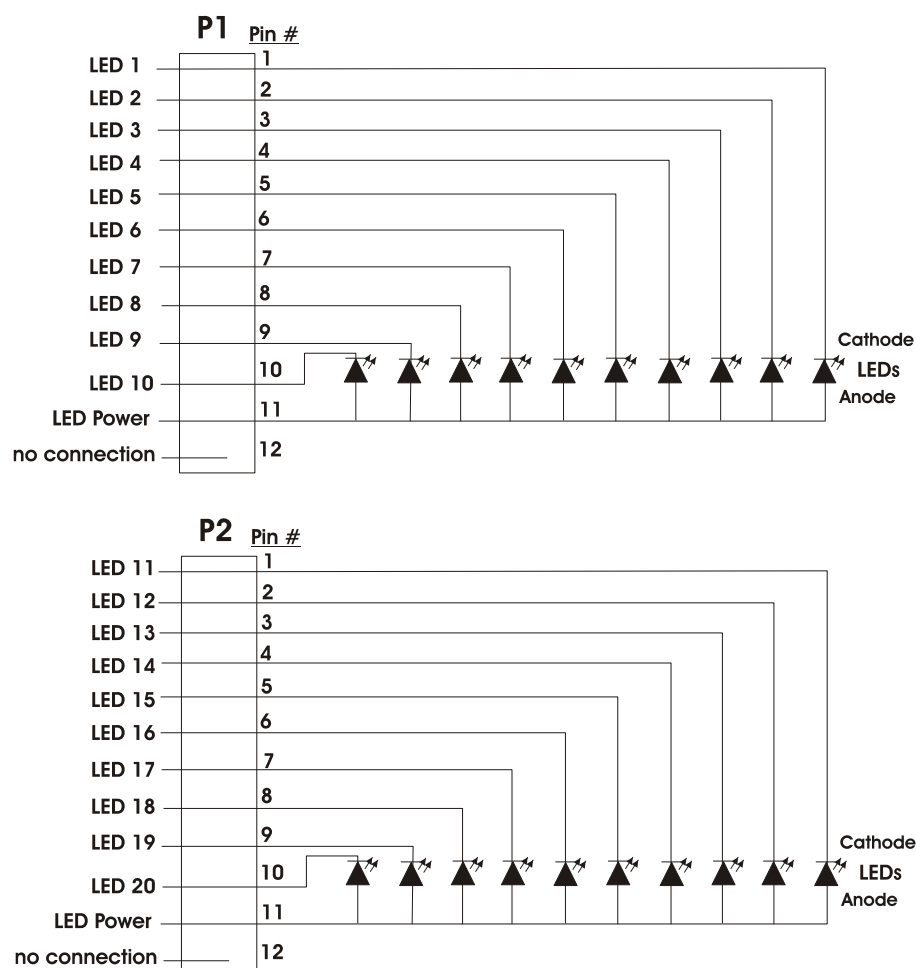 P1 Pin #
LED 1 1
LED 2 2
LED 3 3
LED 4 4
LED 5 5
LED 6 6
LED 7 7
LED 8 8
LED 9 9
Cathode
LED 10 10 LEDs
Anode
LED Power 11
no connection 12
P2 Pin #
LED 11 1
LED 12 2
LED 13 3
LED 14 4
LED 15 5
LED 16 6
LED 17 7
LED 18 8
LED 19 9
Cathode
LED 20 10 LEDs
Anode
LED Power 11
no connection 12